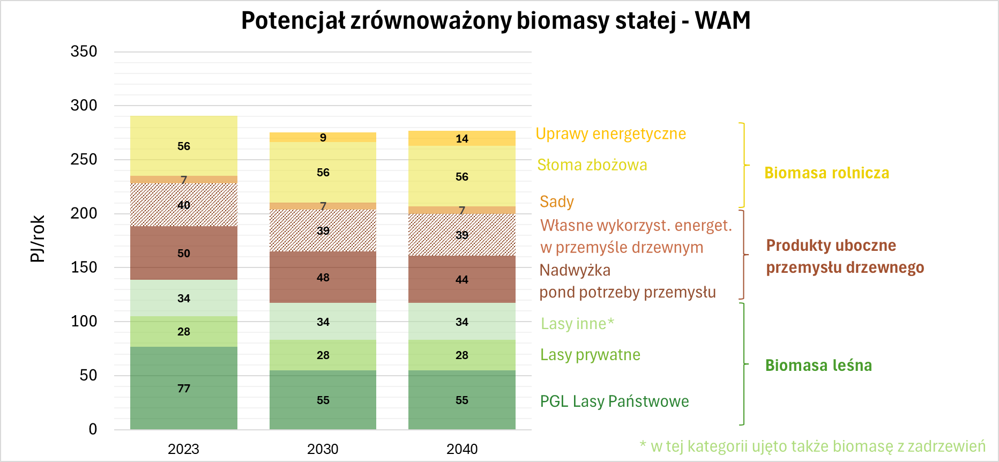 Potencjał zrównoważony biomasy stałej - WAM
PJ/rok
350
300
250
200
150
100
50
0
56
7
40
50
34
28
77
9
56
7
39
48
34
28
55
14
56
7
39
44
34
28
55
2023
2030
2040
Uprawy energetyczne
Słoma zbożowa
Sady
Własne wykorzyst. energet.
w przemyśle drzewnym
Nadwyżka
pond potrzeby przemysłu
Lasy inne*
Lasy prywatne
PGL Lasy Państwowe
Biomasa rolnicza
Produkty uboczne
przemysłu drzewnego
Biomasa leśna
* w tej kategorii ujęto także biomasę z zadrzewień